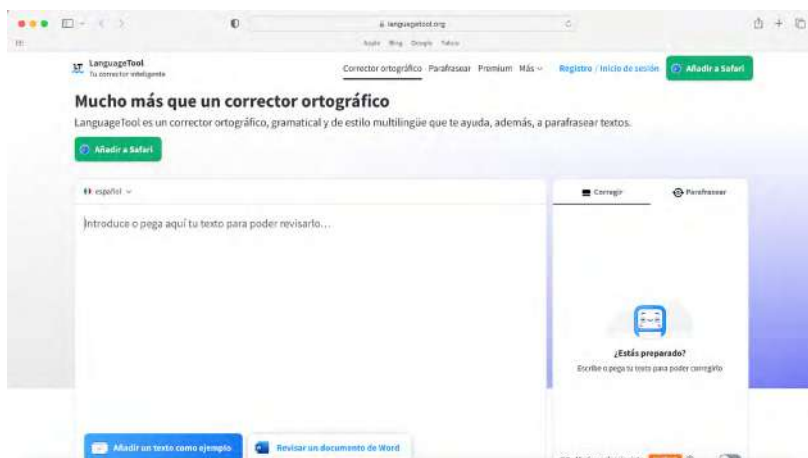 languagetool.org
Apple Bing Google Yahoo
LanguageTool
Tu corrector inteligente
Corrector ortográfico Parafrasear Premium Más
Registro / Inicio de sesión
Añadir a Safari
Mucho más que un corrector ortográfico
LanguageTool es un corrector ortográfico, gramatical y de estilo multilingüe que te ayuda, además, a parafrasear textos.
Añadir a Safari
español
Corregir
Parafrasear
Introduce o pega aquí tu texto para poder revisarlo...
¿Estás preparado?
Escribe o pega tu texto para poder corregirlo
Añadir un texto como ejemplo
Revisar un documento de Word